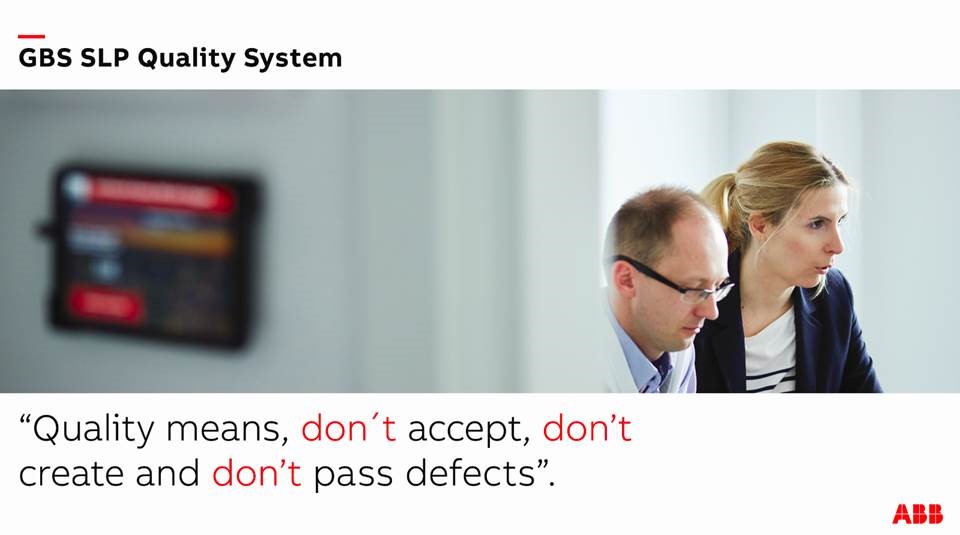 GBS SLP Quality System
“Quality means, don´t accept, don’t
create and don’t pass defects”.
ABB